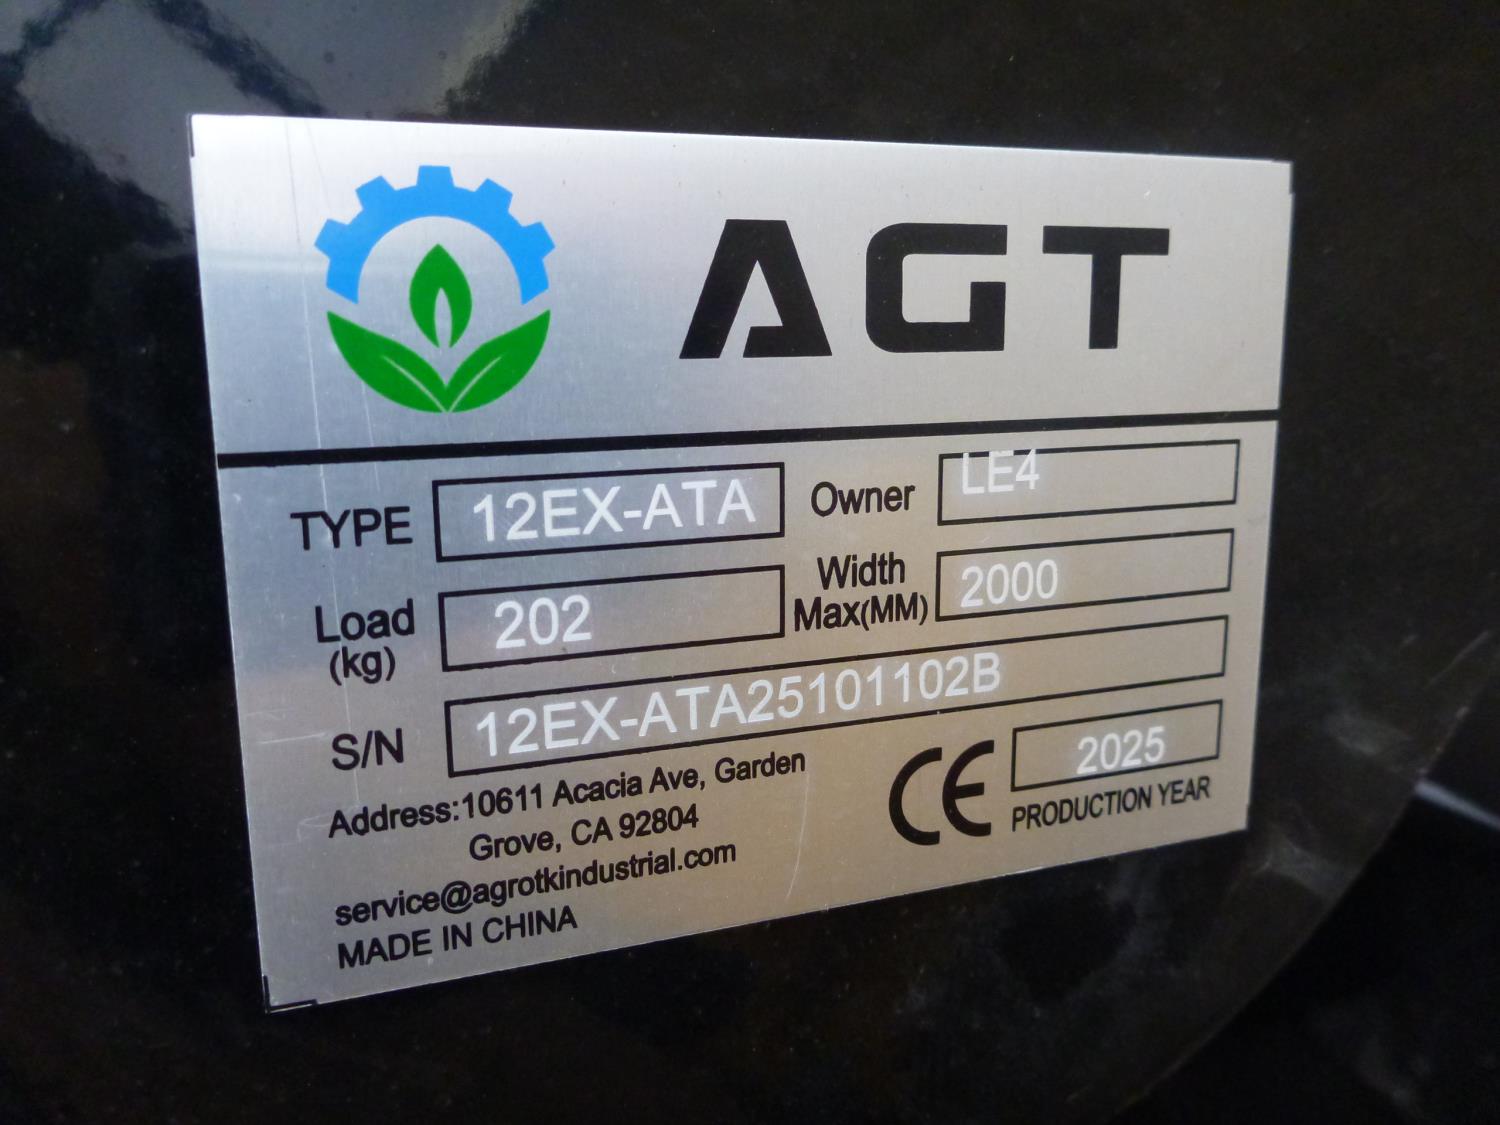 AGT
TYPE 12EX-ATA Owner LE4
Load (kg) 202 Width Max(MM) 2000
S/N 12EX-ATA25101102B
Address:10611 Acacia Ave, Garden
Grove, CA 92804
service@agrotkindustrial.com
MADE IN CHINA
CE 2025
PRODUCTION YEAR